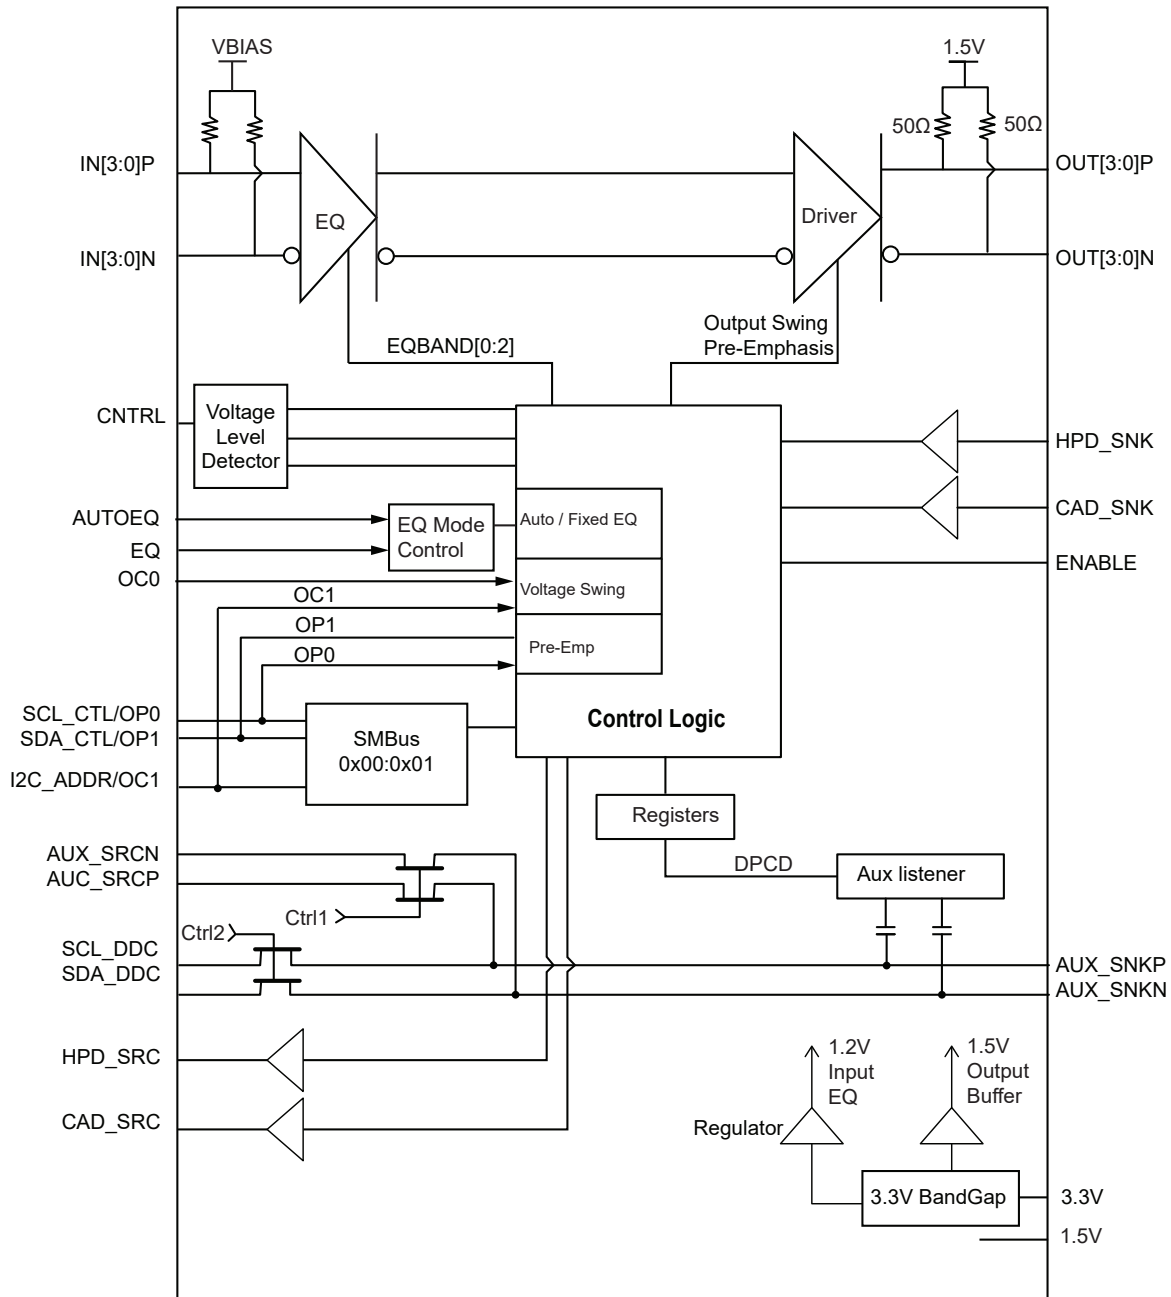 VBIAS
1.5V
50Ω
50Ω
IN[3:0]P
OUT[3:0]P
EQ
Driver
IN[3:0]N
OUT[3:0]N
EQBAND[0:2]
Output Swing
Pre-Emphasis
CNTRL
Voltage
Level
Detector
HPD_SNK
AUTOEQ
EQ Mode
Control
Auto / Fixed EQ
CAD_SNK
EQ
OC0
ENABLE
Voltage Swing
OC1
OP1
Pre-Emp
OP0
SCL_CTL/OP0
SDA_CTL/OP1
SMBus
0x00:0x01
Control Logic
I2C_ADDR/OC1
Registers
AUX_SRCN
AUC_SRCP
DPCD
Aux listener
Ctrl1
Ctrl2
SCL_DDC
SDA_DDC
AUX_SNKP
AUX_SNKN
HPD_SRC
1.2V
Input
EQ
1.5V
Output
Buffer
CAD_SRC
Regulator
3.3V BandGap
3.3V
1.5V